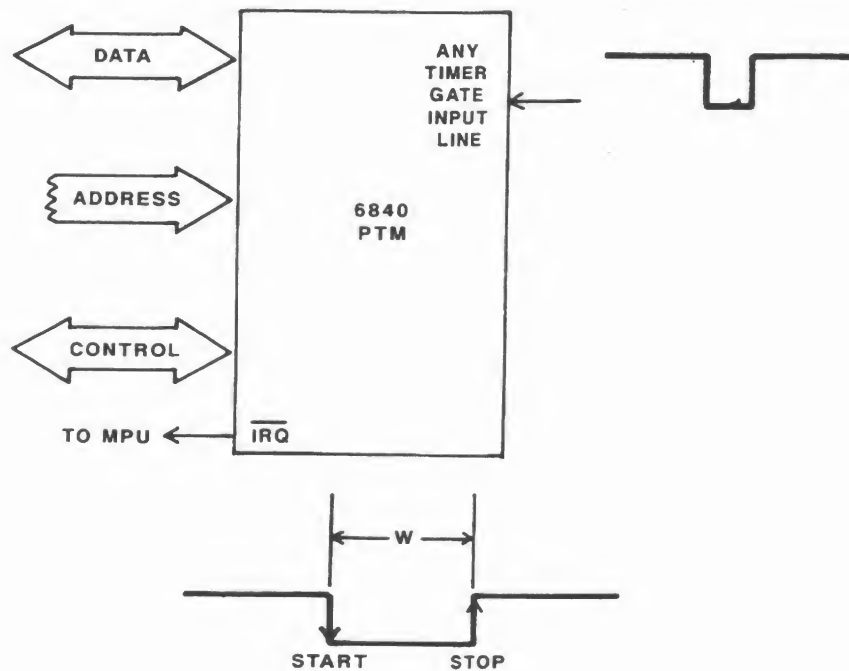 DATA
ANY
TIMER
GATE
INPUT
LINE
ADDRESS
6840
PTM
CONTROL
TO MPU
IRQ
W
START
STOP